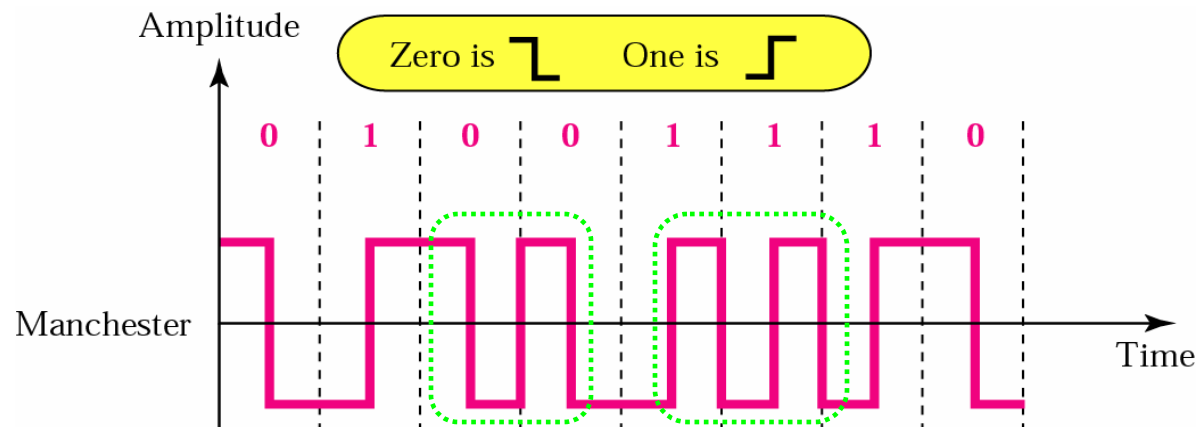 Amplitude
Zero is One is
0 1 0 0 1 1 1 0
Manchester
Time